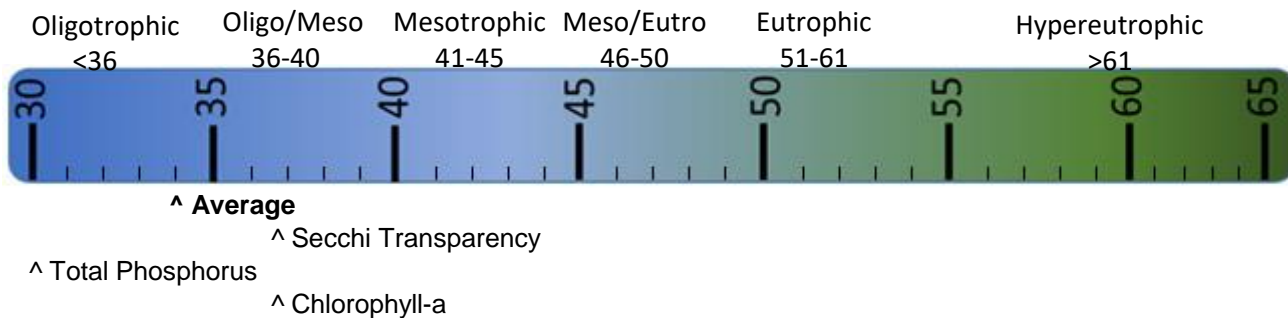 Oligotrophic Oligo/Meso Mesotrophic Meso/Eutro Eutrophic Hypereutrophic
<36 36-40 41-45 46-50 51-61 >61
30 35 40 45 50 55 60 65
^ Average
^ Secchi Transparency
^ Total Phosphorus
^ Chlorophyll-a